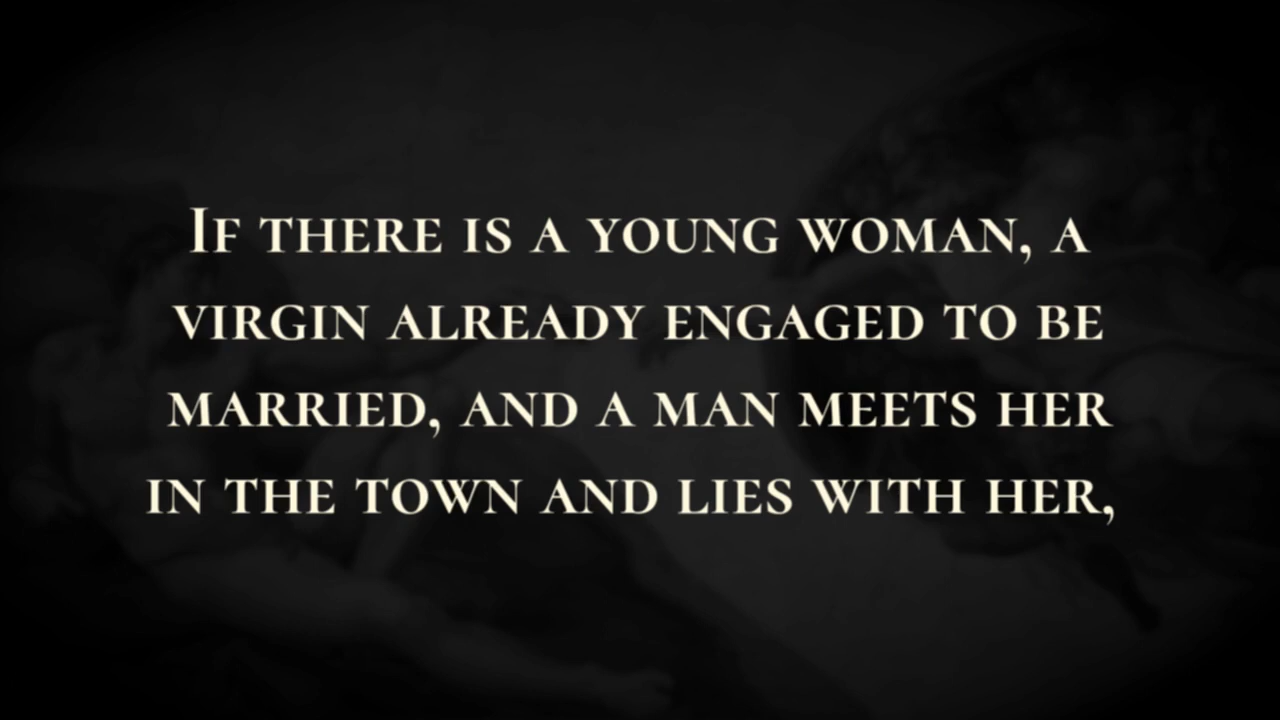 If there is a young woman, a
virgin already engaged to be
married, and a man meets her
in the town and lies with her,